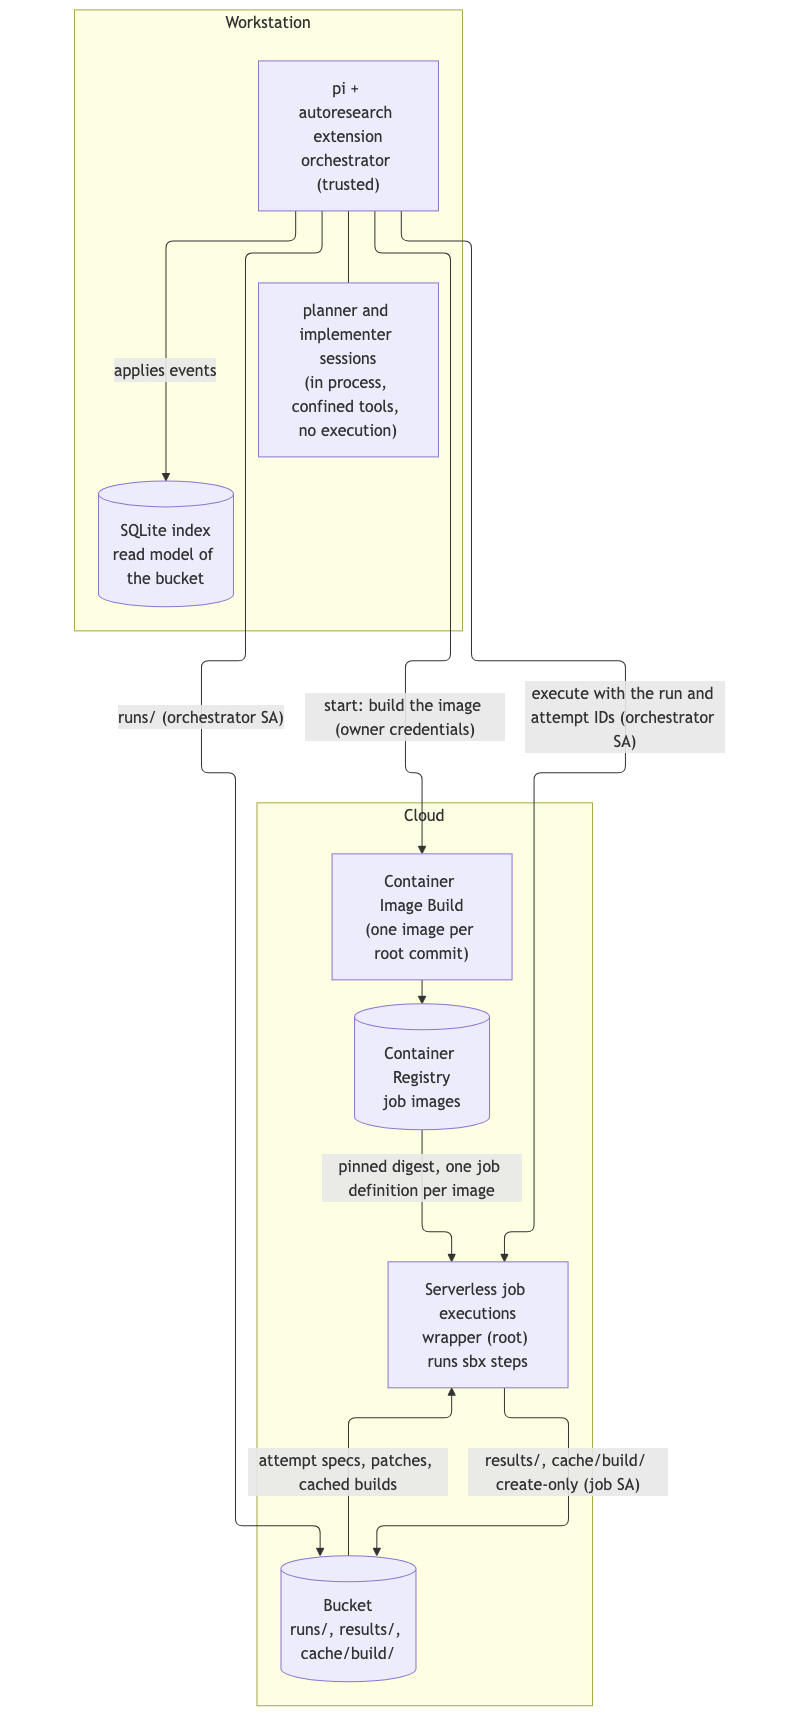 Workstation
pi +
autoresearch
extension
orchestrator
(trusted)
planner and
implementer
sessions
(in process,
confined tools,
no execution)
applies events
SQLite index
read model of
the bucket
runs/ (orchestrator SA)
start: build the image
(owner credentials)
execute with the run and
attempt IDs (orchestrator
SA)
Cloud
Container
Image Build
(one image per
root commit)
Container
Registry
job images
pinned digest, one job
definition per image
Serverless job
executions
wrapper (root)
runs sbx steps
attempt specs, patches,
cached builds
results/, cache/build/
create-only (job SA)
Bucket
runs/, results/,
cache/build/